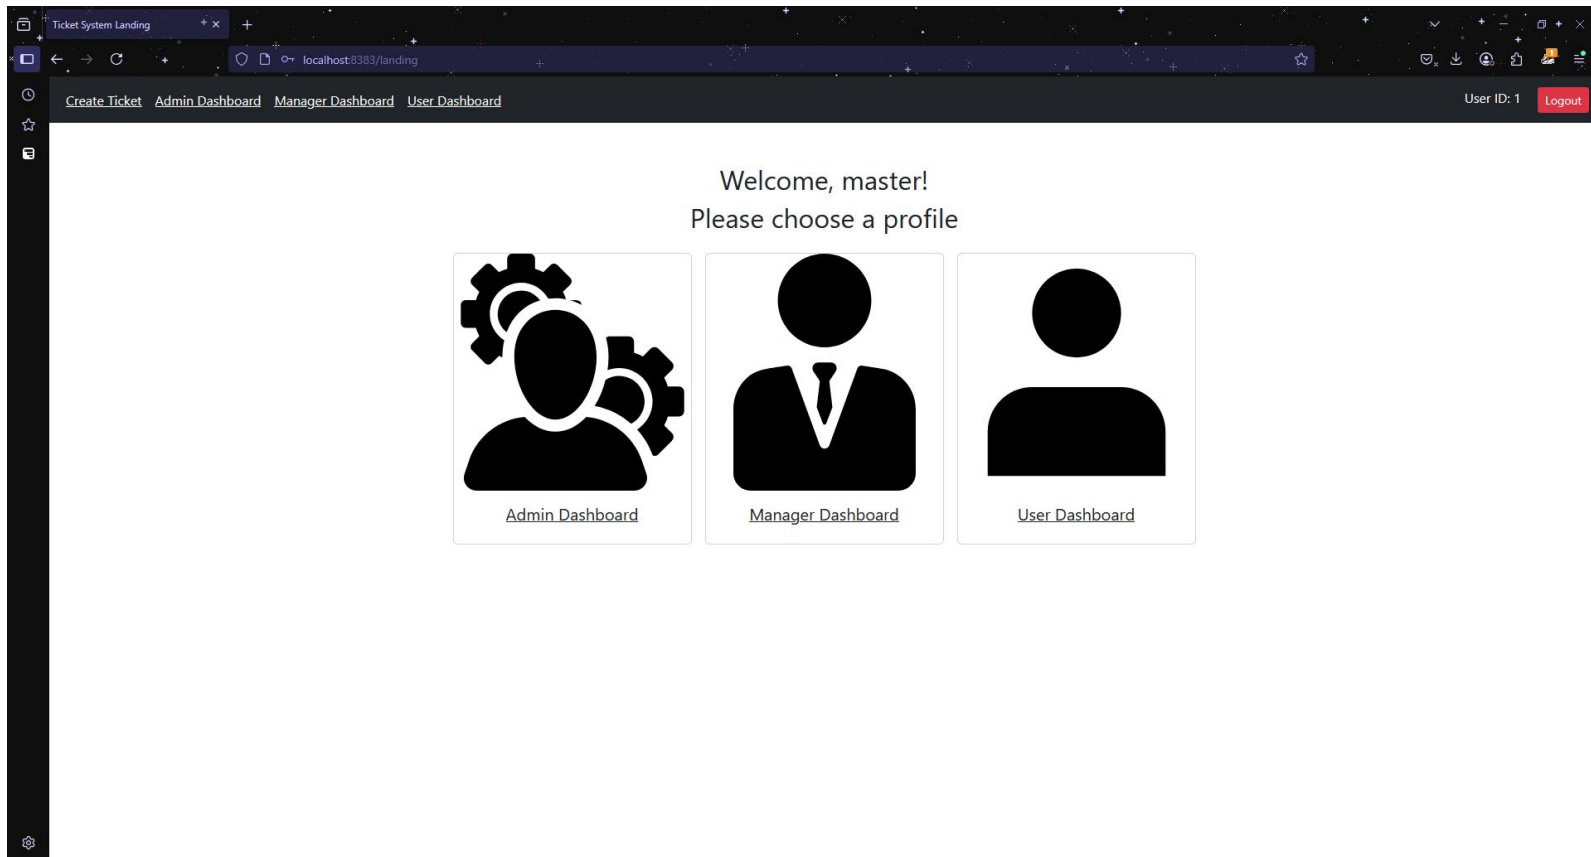 Ticket System Landing
localhost:8383/landing
1
Create Ticket Admin Dashboard Manager Dashboard User Dashboard User ID: 1 Logout
Welcome, master!
Please choose a profile
Admin Dashboard Manager Dashboard User Dashboard